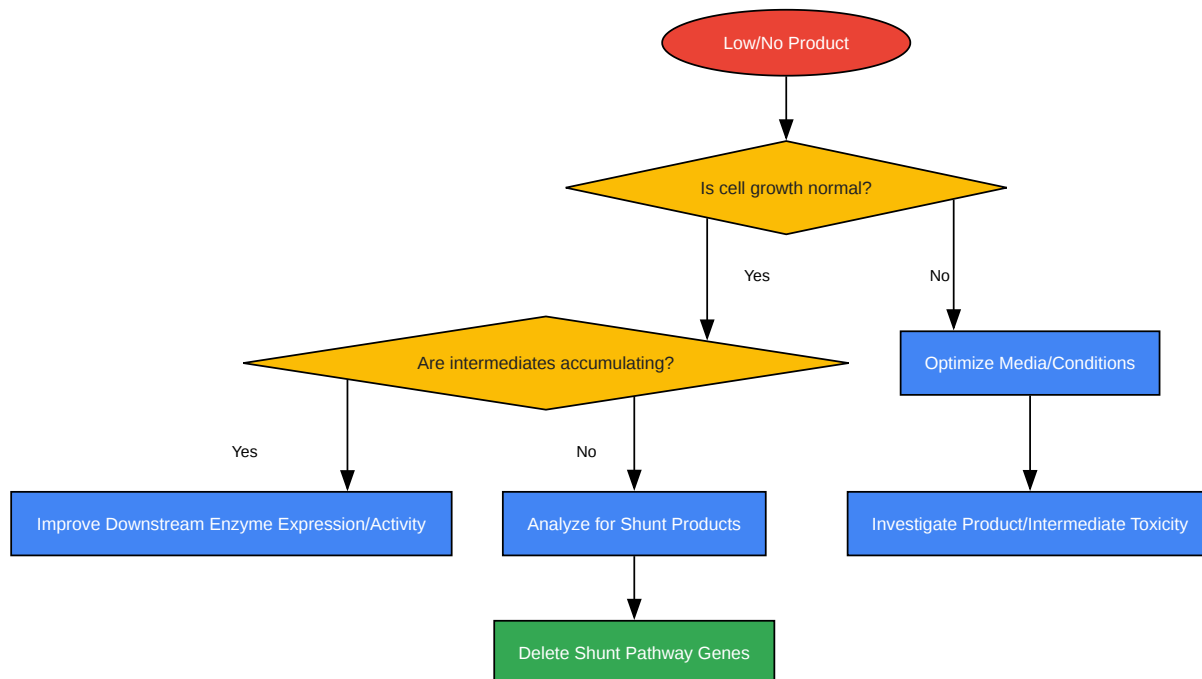 Low/No Product
Is cell growth normal?
Yes
No
Are intermediates accumulating?
Optimize Media/Conditions
Yes
No
Improve Downstream Enzyme Expression/Activity
Analyze for Shunt Products
Investigate Product/Intermediate Toxicity
Delete Shunt Pathway Genes